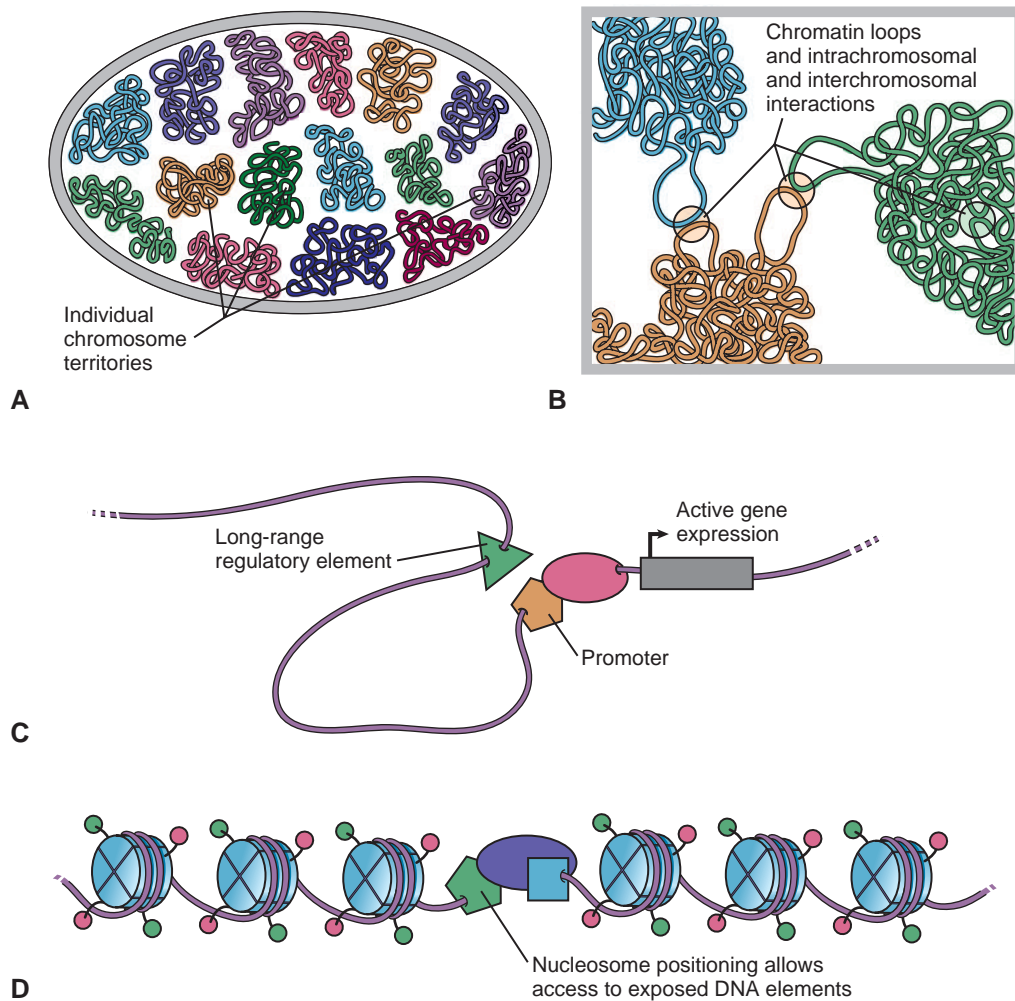 Individual
chromosome
territories
A
Chromatin loops
and intrachromosomal
and interchromosomal
interactions
B
Long-range
regulatory element
Active gene
expression
Promoter
C
Nucleosome positioning allows
access to exposed DNA elements
D